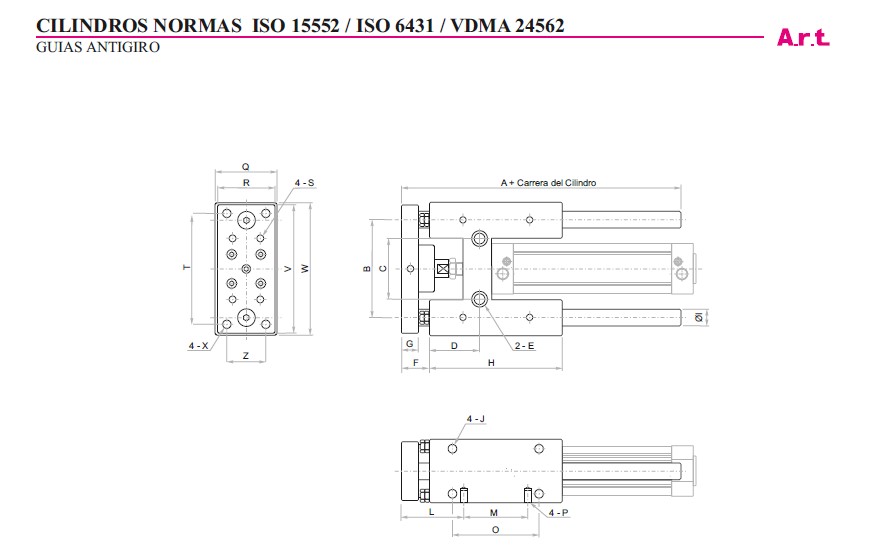 CILINDROS NORMAS ISO 15552 / ISO 6431 / VDMA 24562
GUIAS ANTIGIRO
A.r.t.
Q
R
4 - S
T
V
W
4 - X
Z
A + Carrera del Cilindro
B
C
ØI
G
D
2 - E
F
H
4 - J
L
M
4 - P
O